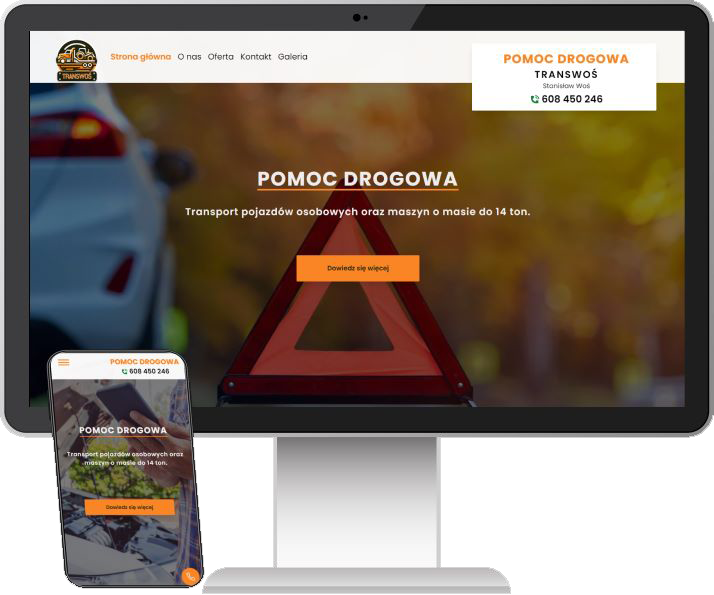 TRANSWOŚ
Strona główna O nas Oferta Kontakt Galeria
POMOC DROGOWA
TRANSWOŚ
Stanisław Woś
608 450 246
POMOC DROGOWA
Transport pojazdów osobowych oraz maszyn o masie do 14 ton.
Dowiedz się więcej
POMOC DROGOWA
608 450 246
POMOC DROGOWA
Transport pojazdów osobowych oraz
maszyn o masie do 14 ton.
Dowiedz się więcej